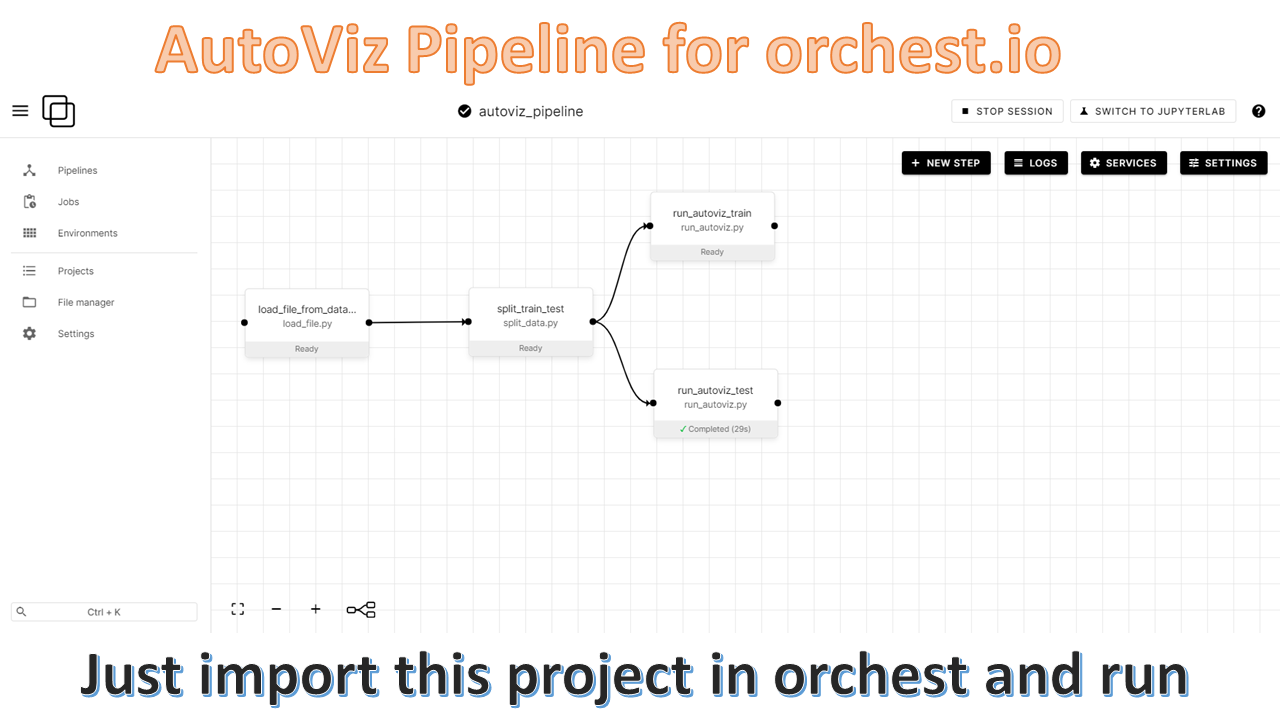 AutoViz Pipeline for orchest.io
autoviz_pipeline
STOP SESSION
SWITCH TO JUPYTERLAB
Pipelines
Jobs
Environments
Projects
File manager
Settings
Ctrl + K
+ NEW STEP
LOGS
SERVICES
SETTINGS
load_file_from_data...
load_file.py
Ready
split_train_test
split_data.py
Ready
run_autoviz_train
run_autoviz.py
Ready
run_autoviz_test
run_autoviz.py
✓ Completed (29s)
Just import this project in orchest and run